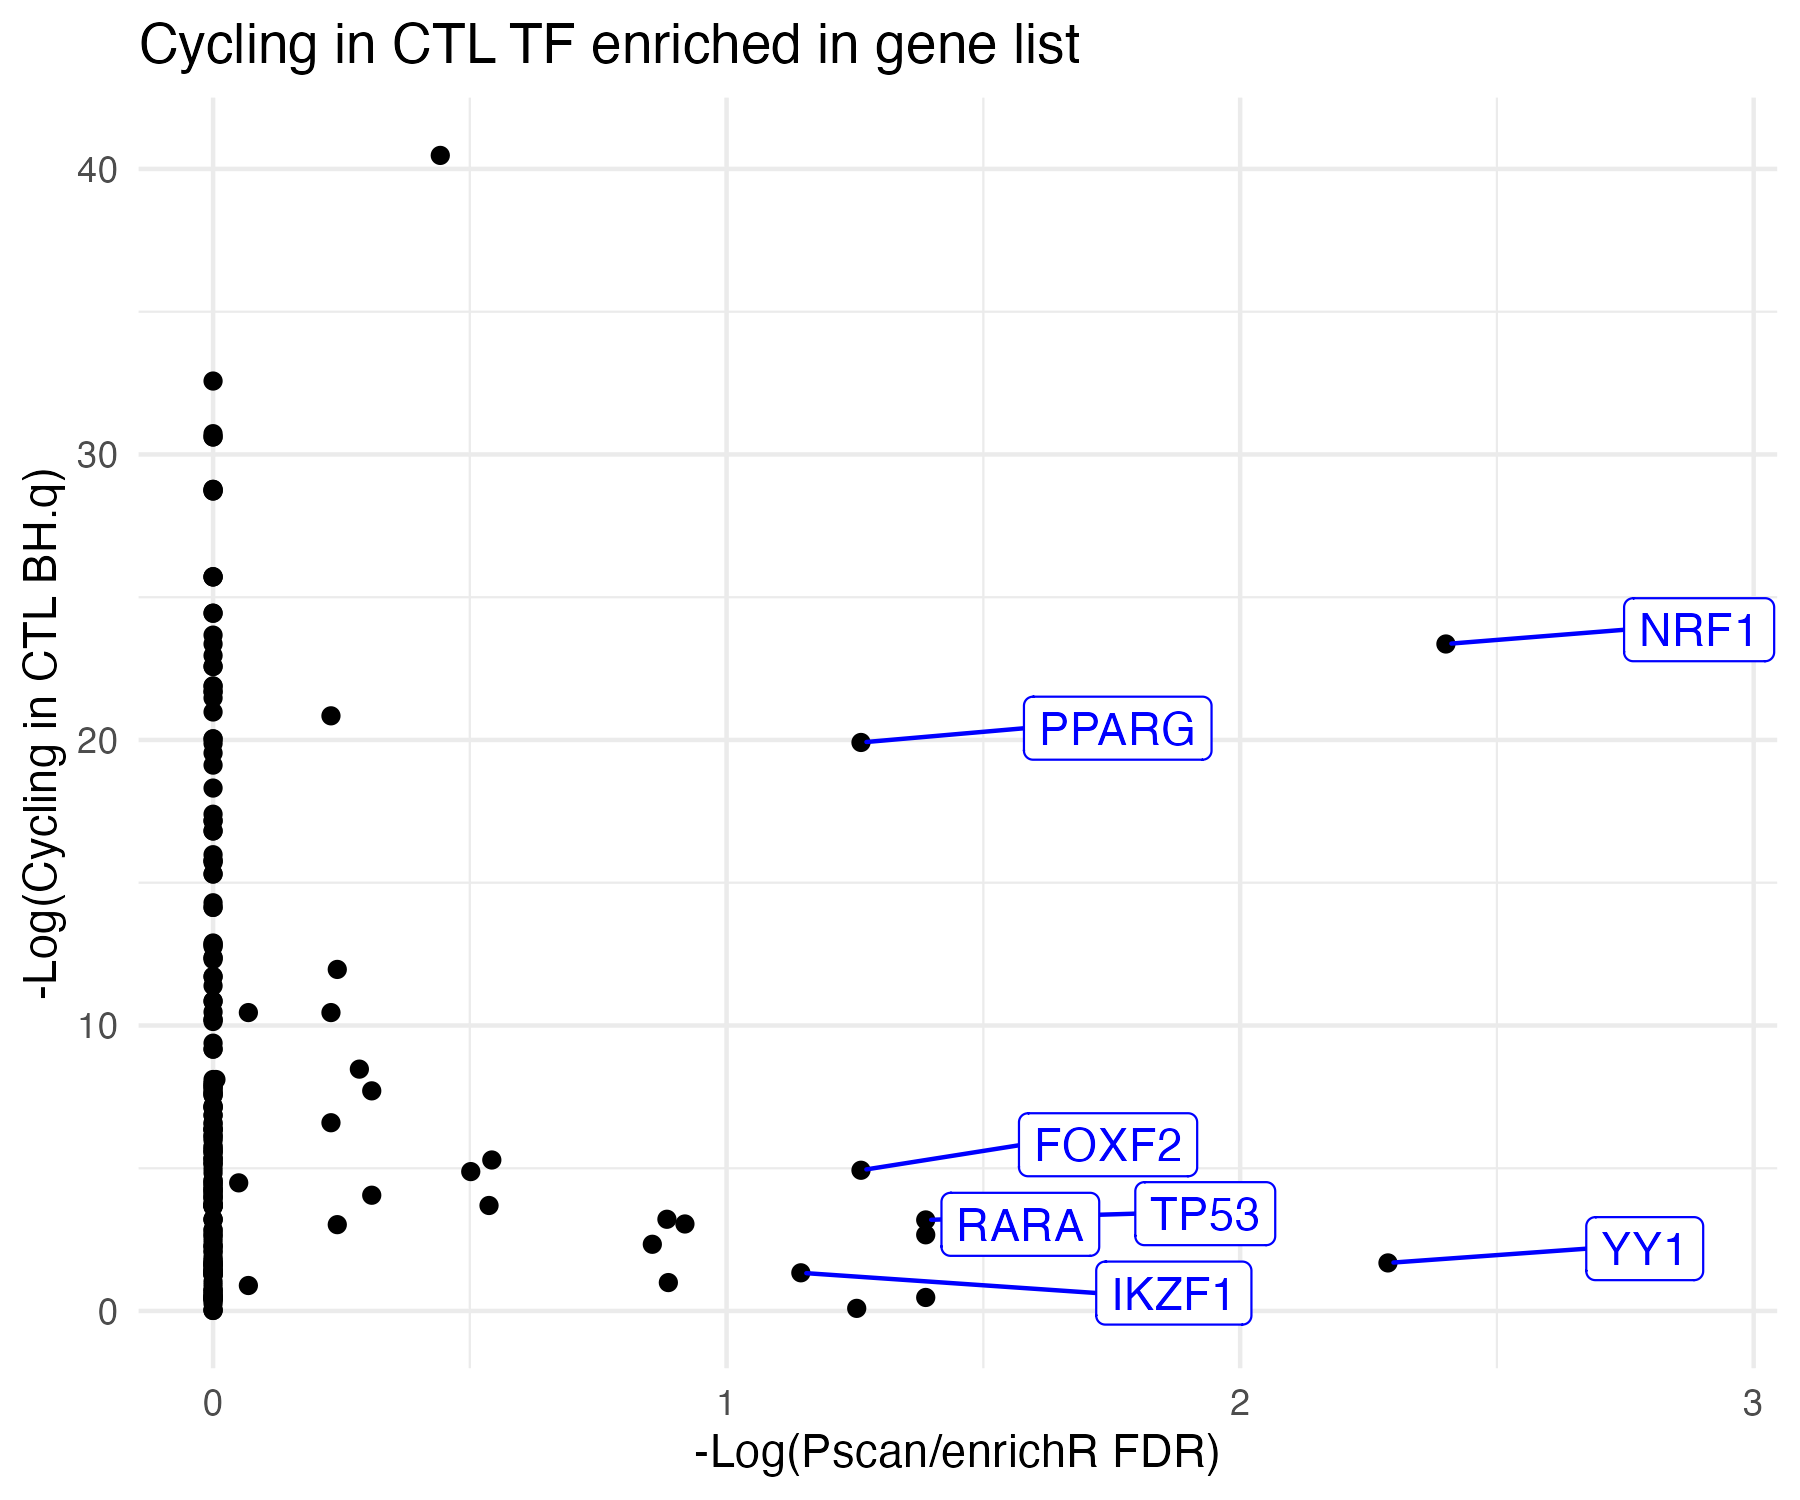 Cycling in CTL TF enriched in gene list
-Log(Cycling in CTL BH.q)
40
30
20
10
0
NRF1
PPARG
FOXF2
TP53
RARA
YY1
IKZF1
0
1
2
3
-Log(Pscan/enrichR FDR)